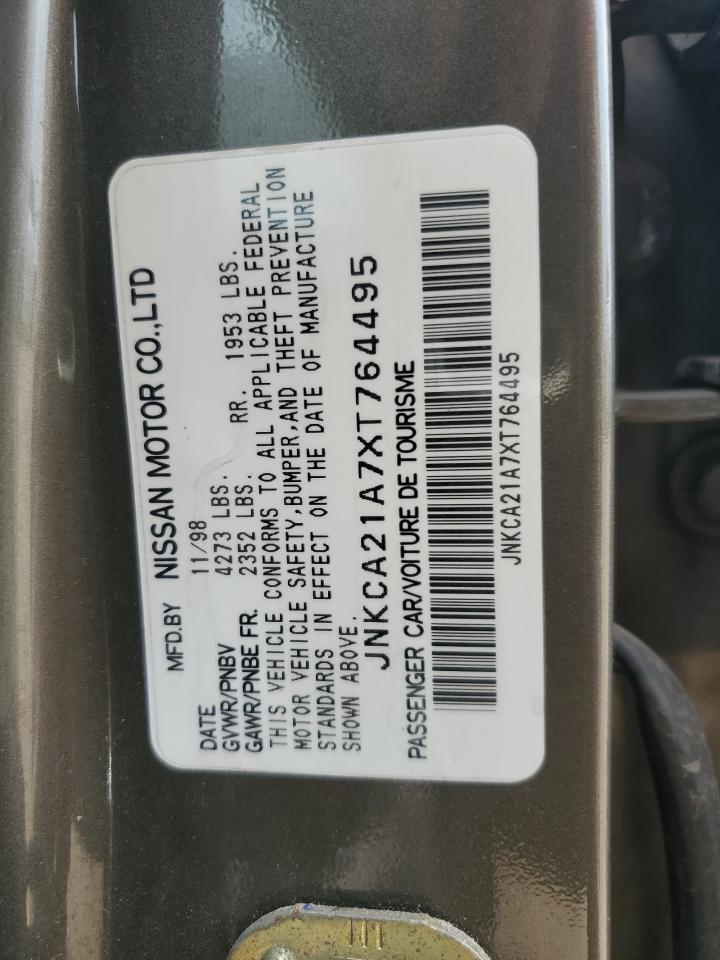 MFD.BY NISSAN MOTOR CO.,LTD
DATE 11/98
GVWR/PNBV 4273 LBS.
GAWR/PNBE FR. 2352 LBS. RR. 1953 LBS.
THIS VEHICLE CONFORMS TO ALL APPLICABLE FEDERAL
MOTOR VEHICLE SAFETY,BUMPER,AND THEFT PREVENTION
STANDARDS IN EFFECT ON THE DATE OF MANUFACTURE
SHOWN ABOVE.
JNKCA21A7XT764495
PASSENGER CAR/VOITURE DE TOURISME
JNKCA21A7XT764495